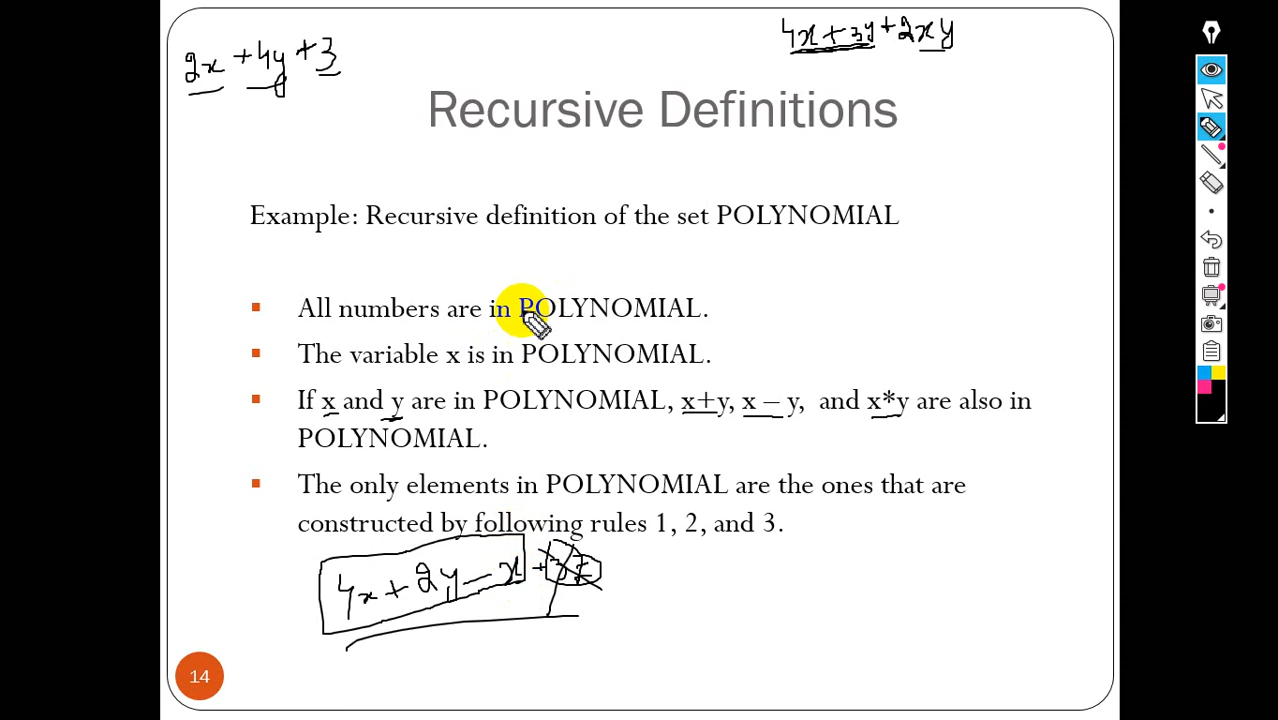 2x + 4y + 3
4x + 3y + 2xy
Recursive Definitions
Example: Recursive definition of the set POLYNOMIAL
All numbers are in POLYNOMIAL.
The variable x is in POLYNOMIAL.
If x and y are in POLYNOMIAL, x+y, x – y, and x*y are also in
POLYNOMIAL.
The only elements in POLYNOMIAL are the ones that are
constructed by following rules 1, 2, and 3.
4x + 2y - x +
14